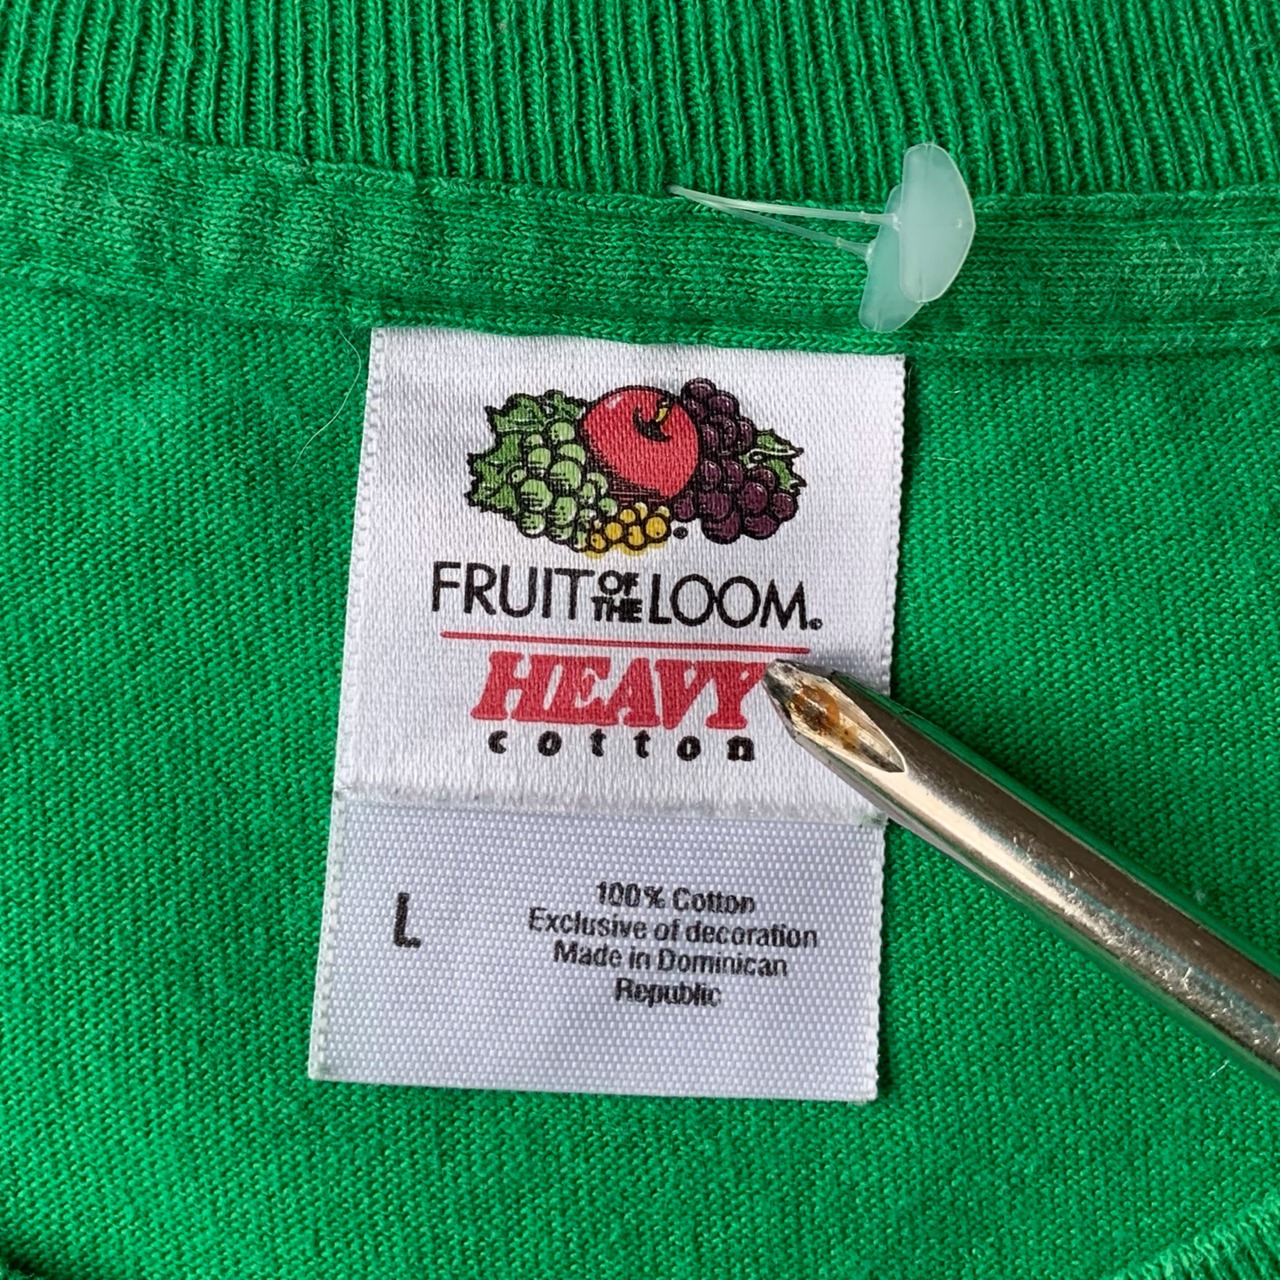 FRUIT OF THE LOOM®
HEAVY
cotton
L
100% Cotton
Exclusive of decoration
Made in Dominican
Republic